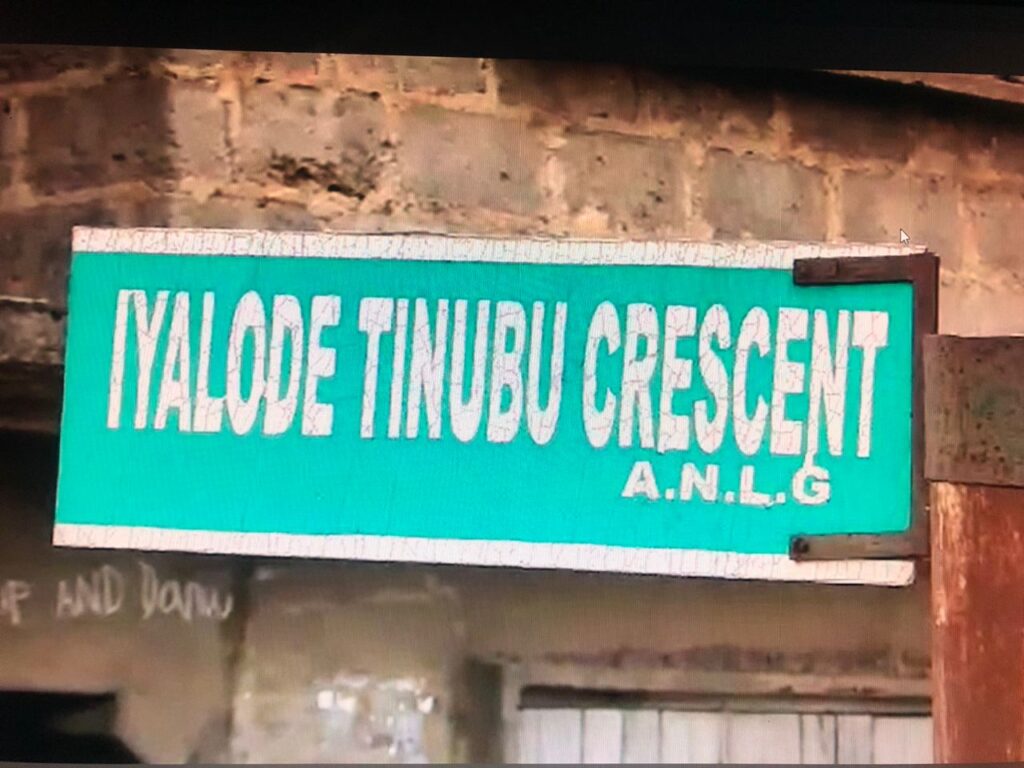 IYALODE TINUBU CRESCENT
A.N.L.G
AND